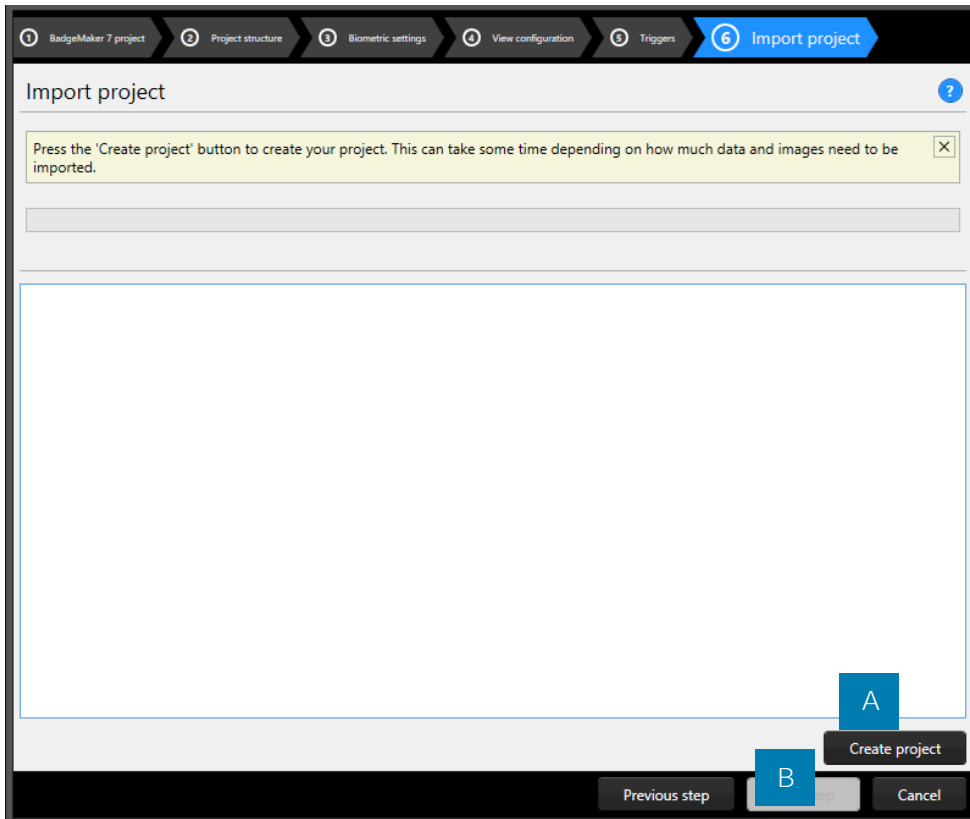 1 BadgeMaker 7 project 2 Project structure 3 Biometric settings 4 View configuration 5 Triggers 6 Import project
Import project ?
Press the 'Create project' button to create your project. This can take some time depending on how much data and images need to be
imported.
A
Create project
B
Previous step ep Cancel